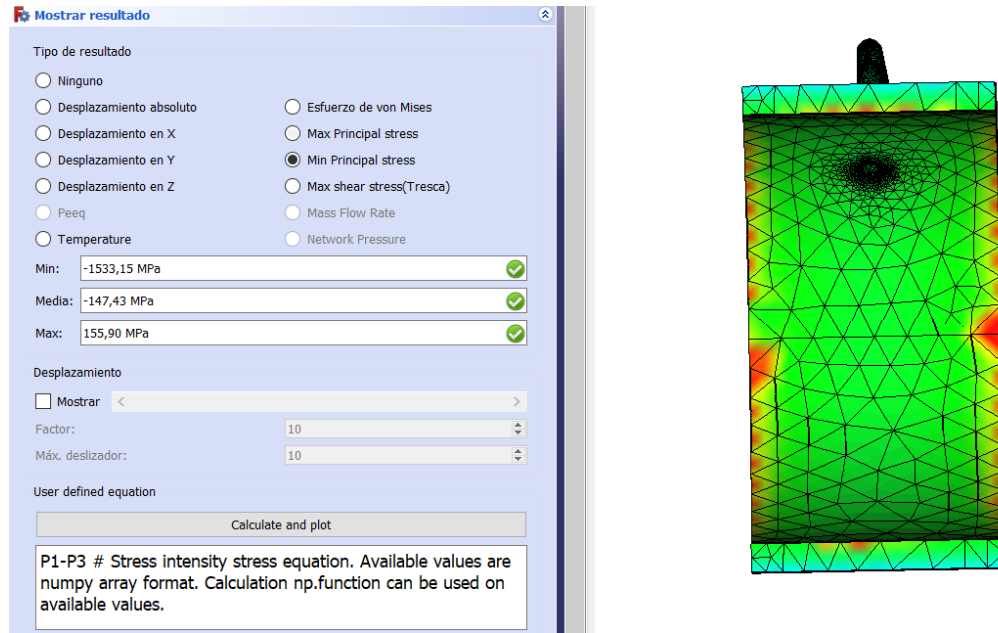 Mostrar resultado
Tipo de resultado
Ninguno
Desplazamiento absoluto
Esfuerzo de von Mises
Desplazamiento en X
Max Principal stress
Desplazamiento en Y
Min Principal stress
Desplazamiento en Z
Max shear stress(Tresca)
Peeq
Mass Flow Rate
Temperature
Network Pressure
Min: -1533,15 MPa
Media: -147,43 MPa
Max: 155,90 MPa
Desplazamiento
Mostrar
Factor: 10
Máx. deslizador: 10
User defined equation
Calculate and plot
P1-P3 # Stress intensity stress equation. Available values are
numpy array format. Calculation np.function can be used on
available values.